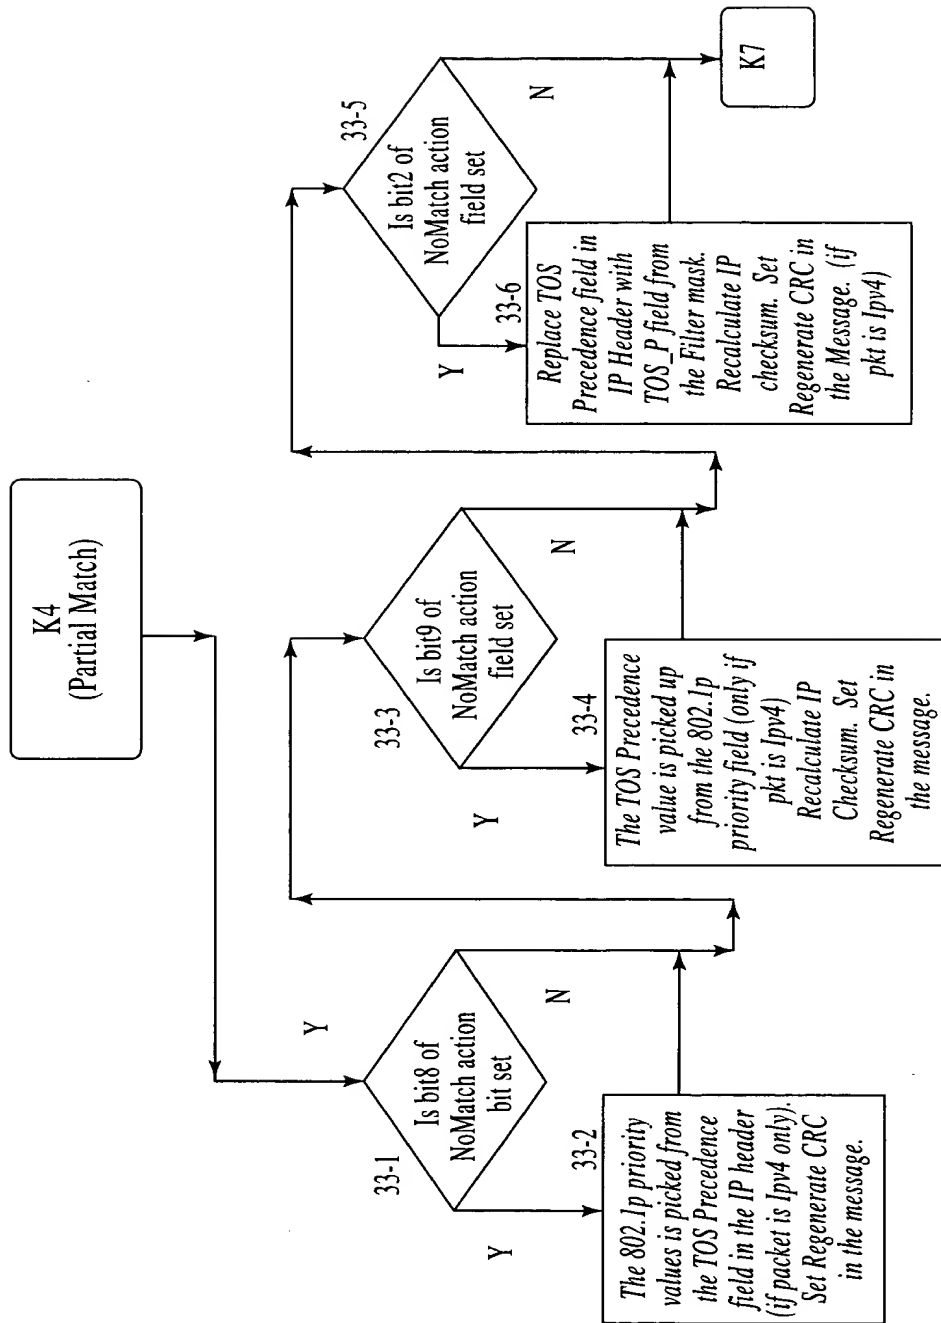 K4
(Partial Match)
Y
33-1
Is bit8 of
NoMatch action
bit set
Y
N
33-2
The 802.1p priority
values is picked from
the TOS Precedence
field in the IP header
(if packet is Ipv4 only).
Set Regenerate CRC
in the message.
33-3
Is bit9 of
NoMatch action
field set
Y
N
33-4
The TOS Precedence
value is picked up
from the 802.1p
priority field (only if
pkt is Ipv4)
Recalculate IP
Checksum. Set
Regenerate CRC in
the message.
33-5
Is bit2 of
NoMatch action
field set
Y
N
33-6
Replace TOS
Precedence field in
IP Header with
TOS_P field from
the Filter mask.
Recalculate IP
checksum. Set
Regenerate CRC in
the Message. (if
pkt is Ipv4)
K7